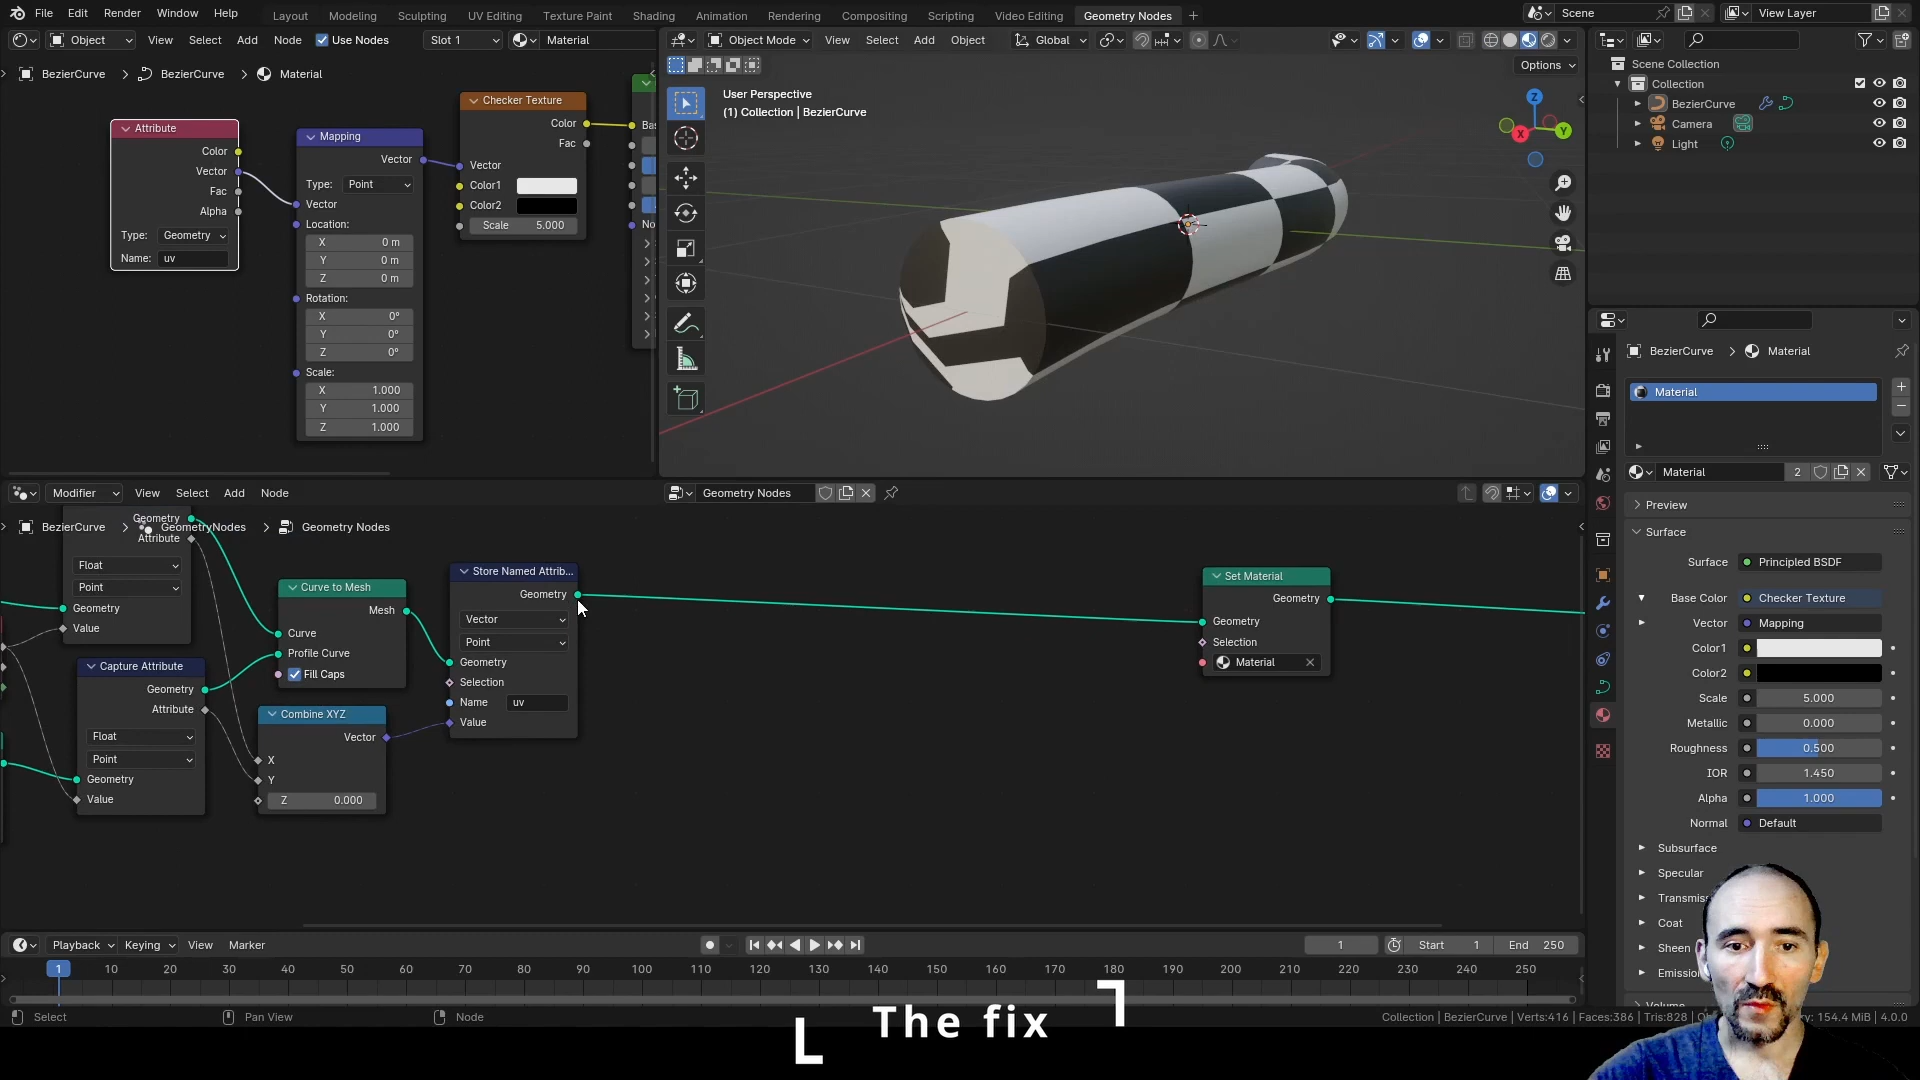 File Edit Render Window Help Layout Modeling Sculpting UV Editing Texture Paint Shading Animation Rendering Compositing Scripting Video Editing Geometry Nodes + Scene View Layer
Object View Select Add Node Use Nodes Slot 1 Material
Object Mode View Select Add Object Global
Options
BezierCurve > BezierCurve > Material
User Perspective
(1) Collection | BezierCurve
Scene Collection
Collection
BezierCurve
Camera
Light
Attribute
Color
Vector
Fac
Alpha
Type: Geometry
Name: uv
Mapping
Vector
Type: Point
Vector
Location:
X 0 m
Y 0 m
Z 0 m
Rotation:
X 0°
Y 0°
Z 0°
Scale:
X 1.000
Y 1.000
Z 1.000
Checker Texture
Color
Fac
Vector
Color1
Color2
Scale 5.000
Bas
No
X
Y
Z
Modifier View Select Add Node Geometry Nodes
BezierCurve > GeometryNodes > Geometry Nodes
Geometry
Attribute
Float
Point
Geometry
Value
Capture Attribute
Geometry
Attribute
Float
Point
Geometry
Value
Curve to Mesh
Mesh
Curve
Profile Curve
Fill Caps
Combine XYZ
Vector
X
Y
Z 0.000
Store Named Attrib...
Geometry
Vector
Point
Geometry
Selection
Name uv
Value
Set Material
Geometry
Geometry
Selection
Material
BezierCurve > Material
Material
Material 2
Preview
Surface
Surface Principled BSDF
Base Color Checker Texture
Vector Mapping
Color1
Color2
Scale 5.000
Metallic 0.000
Roughness 0.500
IOR 1.450
Alpha 1.000
Normal Default
Subsurface
Specular
Transmis
Coat
Sheen
Emission
Playback Keying View Marker
1 Start 1 End 250
1 10 20 30 40 50 60 70 80 90 100 110 120 130 140 150 160 170 180 190 200 210 220 230 240 250
Select Pan View Node
Collection | BezierCurve | Verts:416 | Faces:386 | Tris:828 | 154.4 MiB | 4.0.0
The fix